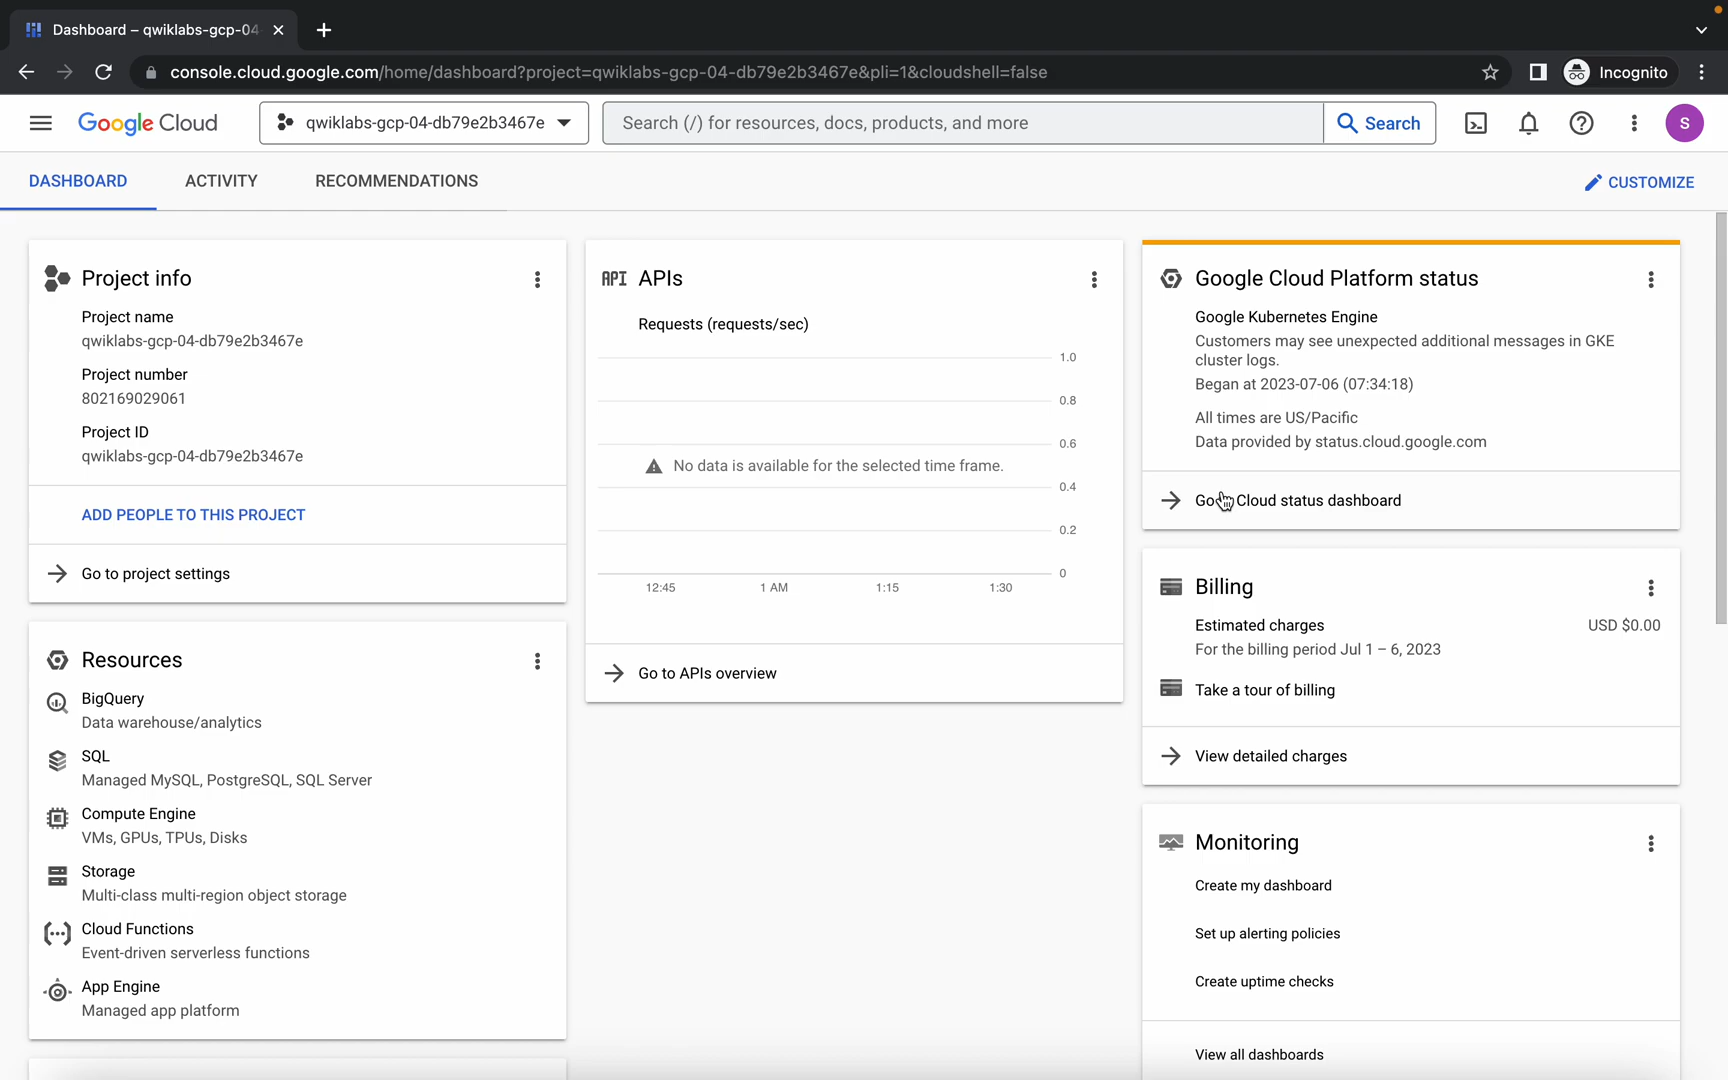 Dashboard – qwiklabs-gcp-04
console.cloud.google.com/home/dashboard?project=qwiklabs-gcp-04-db79e2b3467e&pli=1&cloudshell=false
Incognito
Google Cloud
qwiklabs-gcp-04-db79e2b3467e
Search (/) for resources, docs, products, and more
Search
S
DASHBOARD
ACTIVITY
RECOMMENDATIONS
CUSTOMIZE
Project info
Project name
qwiklabs-gcp-04-db79e2b3467e
Project number
802169029061
Project ID
qwiklabs-gcp-04-db79e2b3467e
ADD PEOPLE TO THIS PROJECT
Go to project settings
Resources
BigQuery
Data warehouse/analytics
SQL
Managed MySQL, PostgreSQL, SQL Server
Compute Engine
VMs, GPUs, TPUs, Disks
Storage
Multi-class multi-region object storage
Cloud Functions
Event-driven serverless functions
App Engine
Managed app platform
API APIs
Requests (requests/sec)
1.0
0.8
0.6
No data is available for the selected time frame.
0.4
0.2
0
12:45
1 AM
1:15
1:30
Go to APIs overview
Google Cloud Platform status
Google Kubernetes Engine
Customers may see unexpected additional messages in GKE
cluster logs.
Began at 2023-07-06 (07:34:18)
All times are US/Pacific
Data provided by status.cloud.google.com
Go Cloud status dashboard
Billing
Estimated charges
USD $0.00
For the billing period Jul 1 – 6, 2023
Take a tour of billing
View detailed charges
Monitoring
Create my dashboard
Set up alerting policies
Create uptime checks
View all dashboards